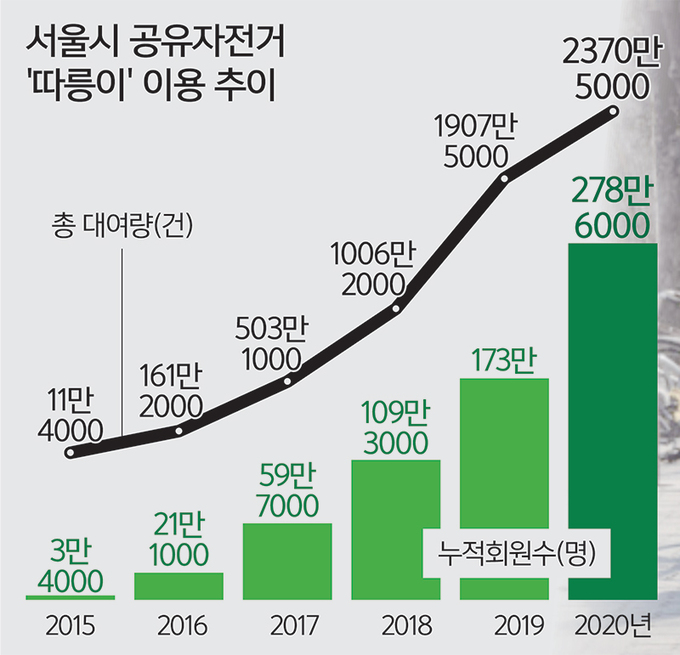 서울시 공유자전거
'따릉이' 이용 추이
2370만
5000
1907만
5000
278만
6000
총 대여량(건)
1006만
2000
503만
1000
173만
161만
2000
11만
4000
109만
3000
59만
7000
21만
1000
3만
4000
누적회원수(명)
2015
2016
2017
2018
2019
2020년